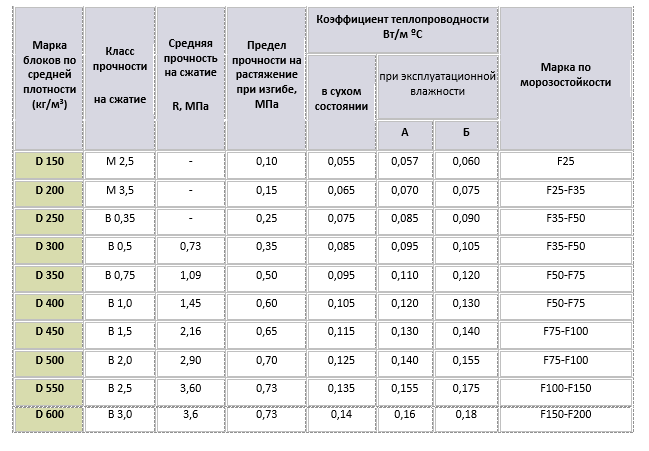 Марка блоков по средней плотности (кг/м³)
Класс прочности на сжатие
Средняя прочность на сжатие R, МПа
Предел прочности на растяжение при изгибе, МПа
Коэффициент теплопроводности Вт/м ºС
в сухом состоянии
при эксплуатационной влажности
А
Б
Марка по морозостойкости
D 150 М 2,5 - 0,10 0,055 0,057 0,060 F25
D 200 М 3,5 - 0,15 0,065 0,070 0,075 F25-F35
D 250 В 0,35 - 0,25 0,075 0,085 0,090 F35-F50
D 300 В 0,5 0,73 0,35 0,085 0,095 0,105 F35-F50
D 350 В 0,75 1,09 0,50 0,095 0,110 0,120 F50-F75
D 400 В 1,0 1,45 0,60 0,105 0,120 0,130 F50-F75
D 450 В 1,5 2,16 0,65 0,115 0,130 0,140 F75-F100
D 500 В 2,0 2,90 0,70 0,125 0,140 0,155 F75-F100
D 550 В 2,5 3,60 0,73 0,135 0,155 0,175 F100-F150
D 600 В 3,0 3,6 0,73 0,14 0,16 0,18 F150-F200